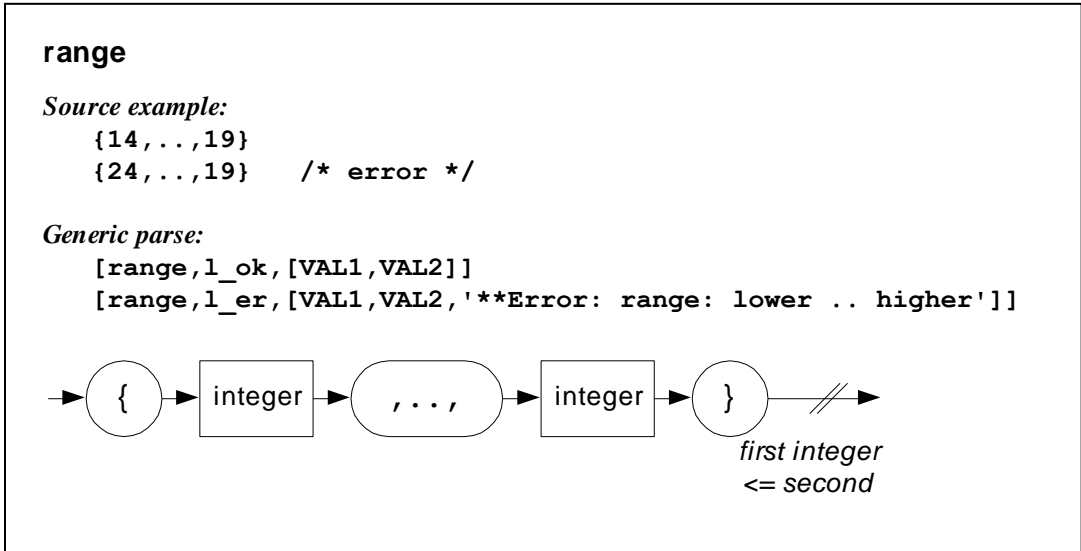 range
Source example:
{14,..,19}
{24,..,19} /* error */
Generic parse:
[range,l_ok,[VAL1,VAL2]]
[range,l_er,[VAL1,VAL2,'**Error: range: lower .. higher']]
{ integer ,.., integer }
first integer
<= second